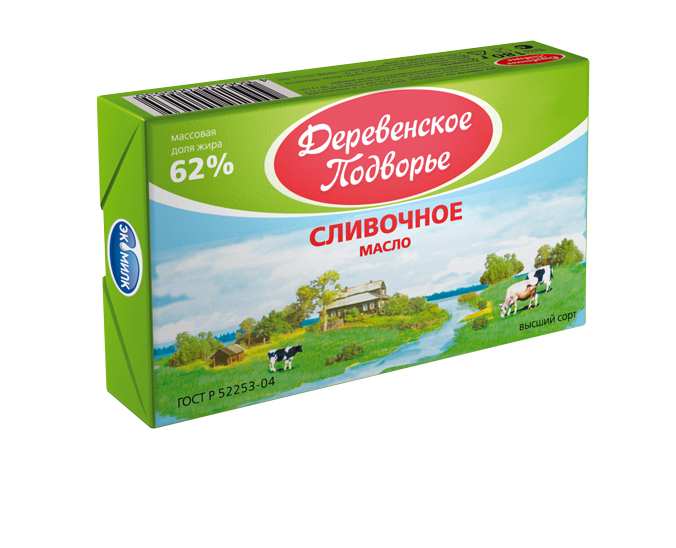 массовая
доля жира
62%
Деревенское
Подворье
СЛИВОЧНОЕ
МАСЛО
ЭКОМИЛК
высший сорт
ГОСТ Р 52253-04